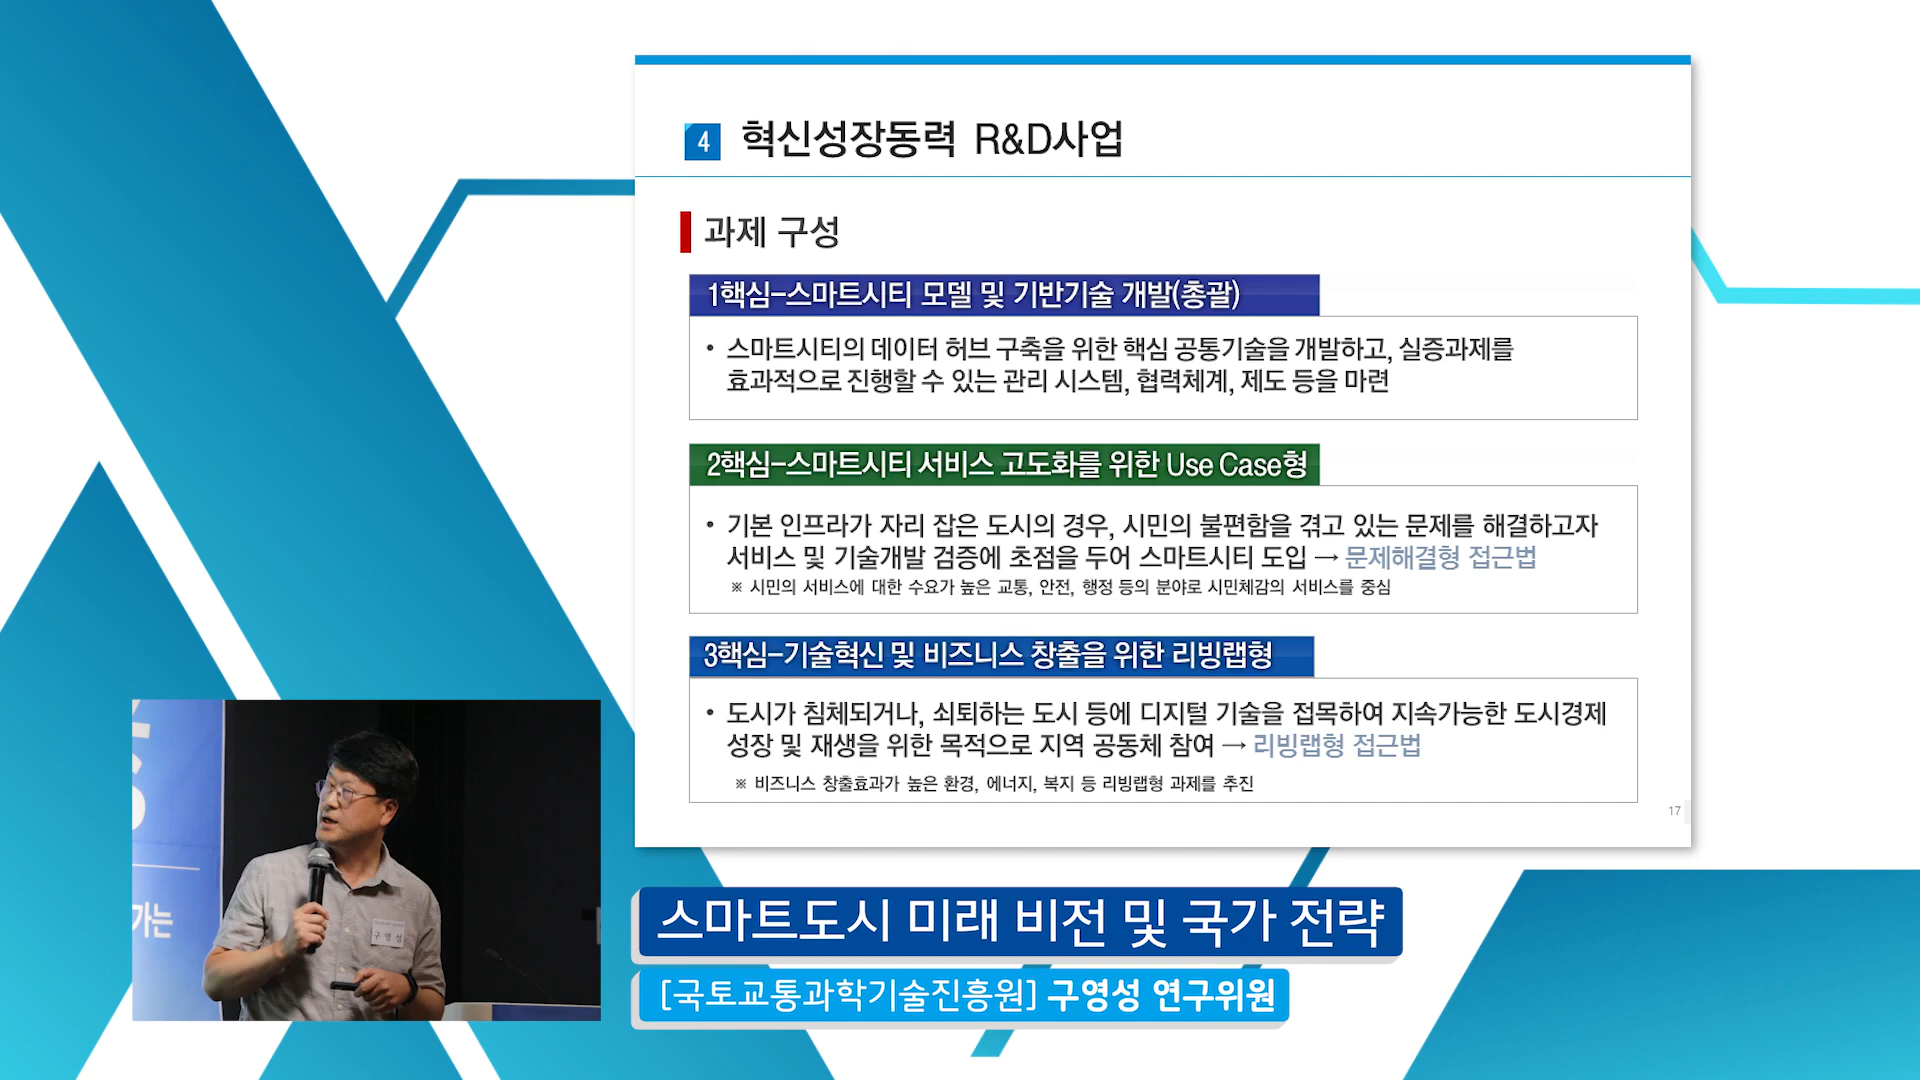 4 혁신성장동력 R&D사업
과제 구성
1핵심-스마트시티 모델 및 기반기술 개발(총괄)
• 스마트시티의 데이터 허브 구축을 위한 핵심 공통기술을 개발하고, 실증과제를
효과적으로 진행할 수 있는 관리 시스템, 협력체계, 제도 등을 마련
2핵심-스마트시티 서비스 고도화를 위한 Use Case형
• 기본 인프라가 자리 잡은 도시의 경우, 시민의 불편함을 겪고 있는 문제를 해결하고자
서비스 및 기술개발 검증에 초점을 두어 스마트시티 도입 → 문제해결형 접근법
※ 시민의 서비스에 대한 수요가 높은 교통, 안전, 행정 등의 분야로 시민체감의 서비스를 중심
3핵심-기술혁신 및 비즈니스 창출을 위한 리빙랩형
• 도시가 침체되거나, 쇠퇴하는 도시 등에 디지털 기술을 접목하여 지속가능한 도시경제
성장 및 재생을 위한 목적으로 지역 공동체 참여 → 리빙랩형 접근법
※ 비즈니스 창출효과가 높은 환경, 에너지, 복지 등 리빙랩형 과제를 추진
17
가는
구영성
스마트도시 미래 비전 및 국가 전략
[국토교통과학기술진흥원] 구영성 연구위원